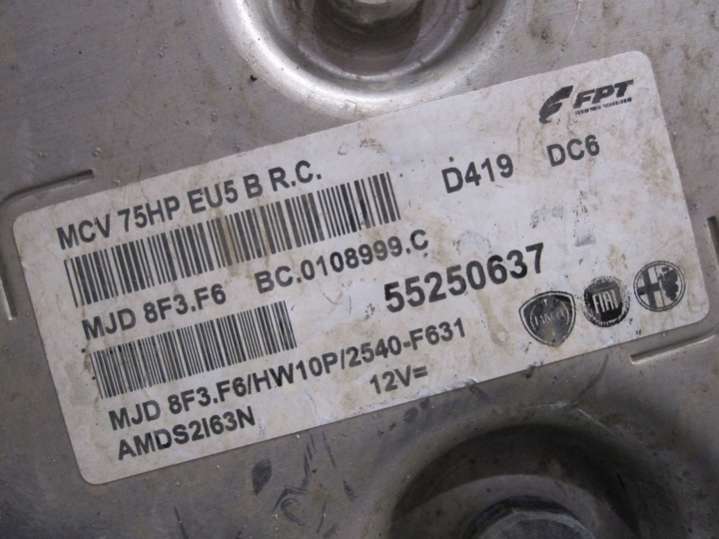 FPT
MCV 75HP EU5 B R.C.
D419 DC6
MJD 8F3.F6 BC.0108999.C
55250637
FIAT
MJD 8F3.F6/HW10P/2540-F631
12V=
AMDS2I63N